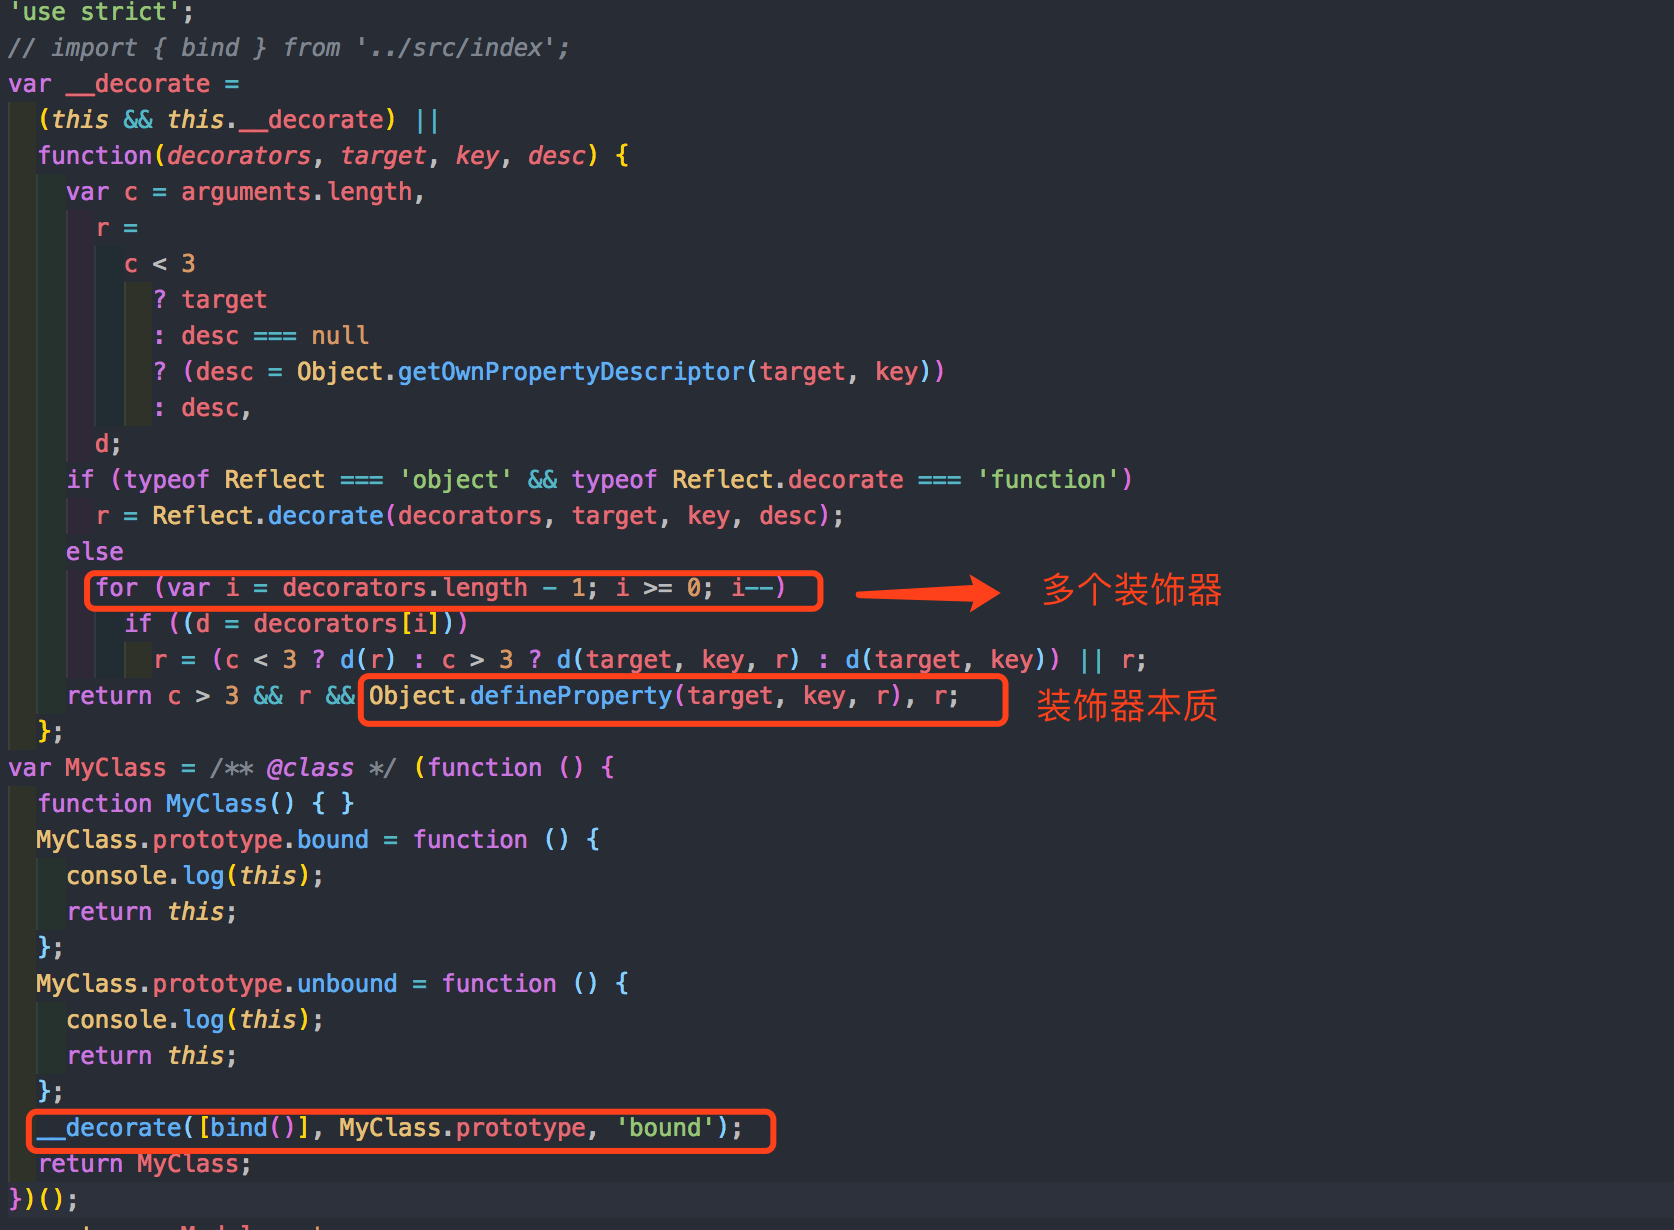 'use strict';
// import { bind } from '../src/index';
var __decorate =
(this && this.__decorate) ||
function(decorators, target, key, desc) {
var c = arguments.length,
r =
c < 3
? target
: desc === null
? (desc = Object.getOwnPropertyDescriptor(target, key))
: desc,
d;
if (typeof Reflect === 'object' && typeof Reflect.decorate === 'function')
r = Reflect.decorate(decorators, target, key, desc);
else
for (var i = decorators.length - 1; i >= 0; i--) 多个装饰器
if ((d = decorators[i]))
r = (c < 3 ? d(r) : c > 3 ? d(target, key, r) : d(target, key)) || r;
return c > 3 && r && Object.defineProperty(target, key, r), r; 装饰器本质
};
var MyClass = /** @class */ (function () {
function MyClass() { }
MyClass.prototype.bound = function () {
console.log(this);
return this;
};
MyClass.prototype.unbound = function () {
console.log(this);
return this;
};
__decorate([bind()], MyClass.prototype, 'bound');
return MyClass;
})();